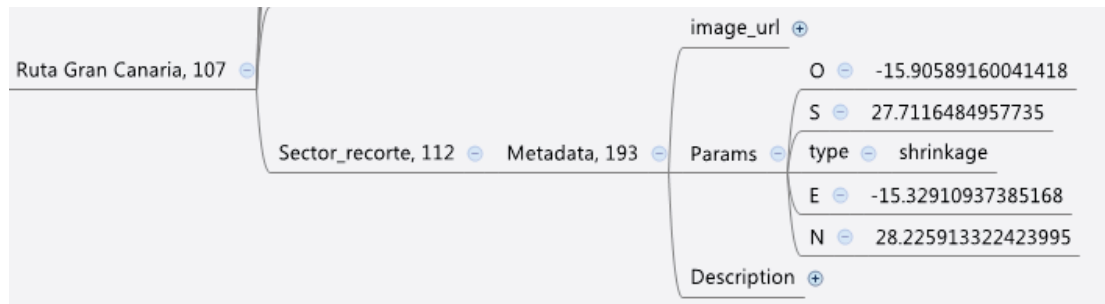 image_url
Ruta Gran Canaria, 107
O -15.90589160041418
S 27.7116484957735
Sector_recorte, 112 Metadata, 193 Params type shrinkage
E -15.32910937385168
N 28.225913322423995
Description